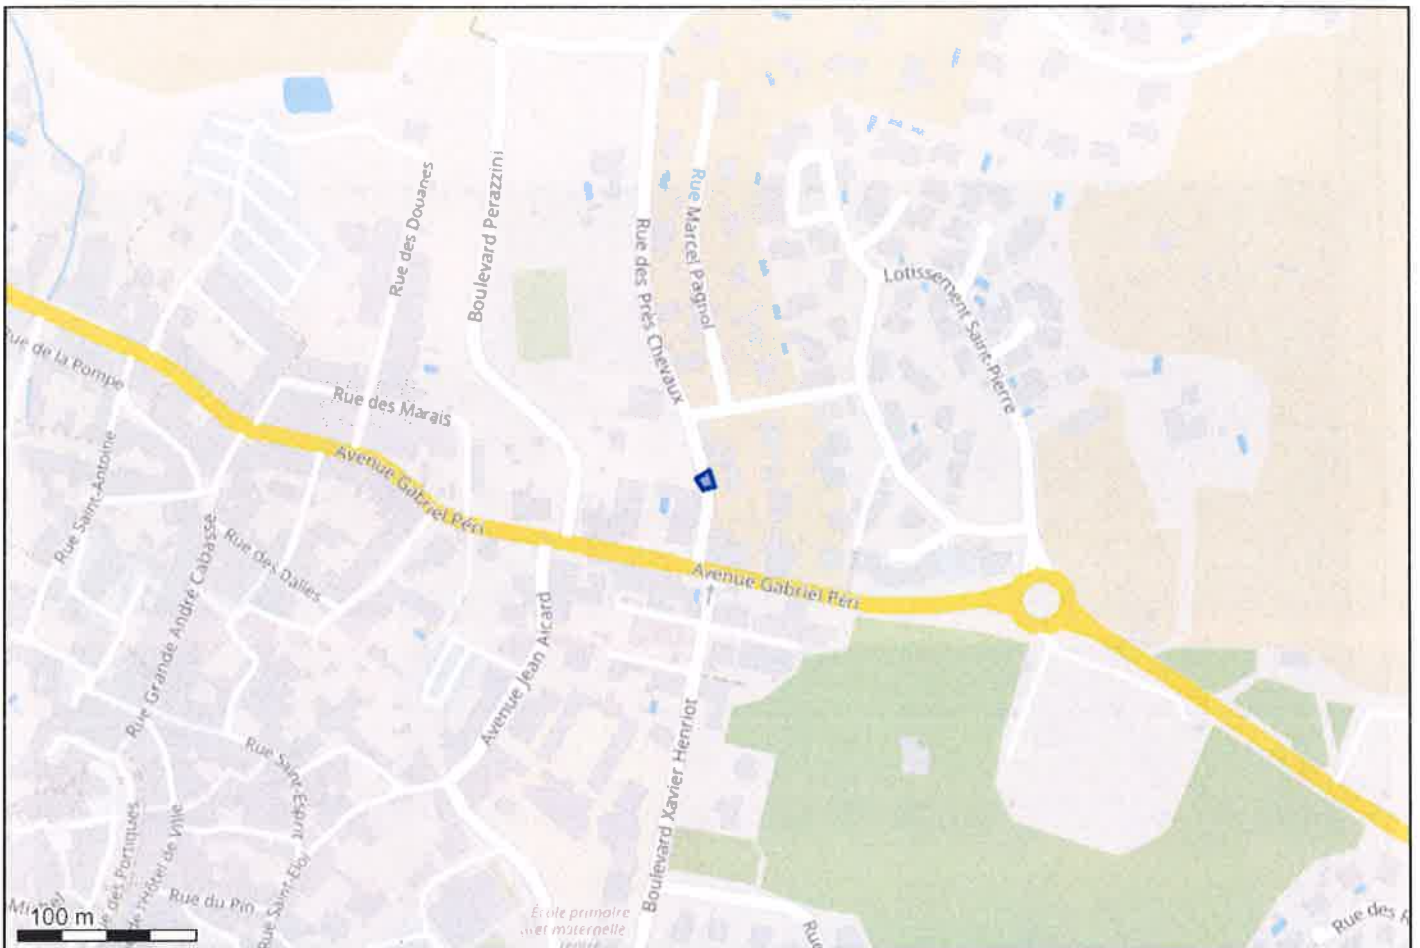 Rue des Douanes
Boulevard Perazzini
Rue des Prés Chevaux
Rue Marcel Pagnol
Lotissement Saint-Pierre
Rue de la Pompe
Rue des Marais
Avenue Gabriel Péri
Avenue Gabriel Péri
Rue Saint-Antoine
Rue Grande André Cabasse
Rue des Dalles
Avenue Jean Aicard
Boulevard Xavier Henriot
Rue Saint-Esprit
Rue Saint-Eloi
des Portiques
de l'Hôtel de Ville
Rue du Pin
100 m
École primaire
et maternelle
Rue
Rue des